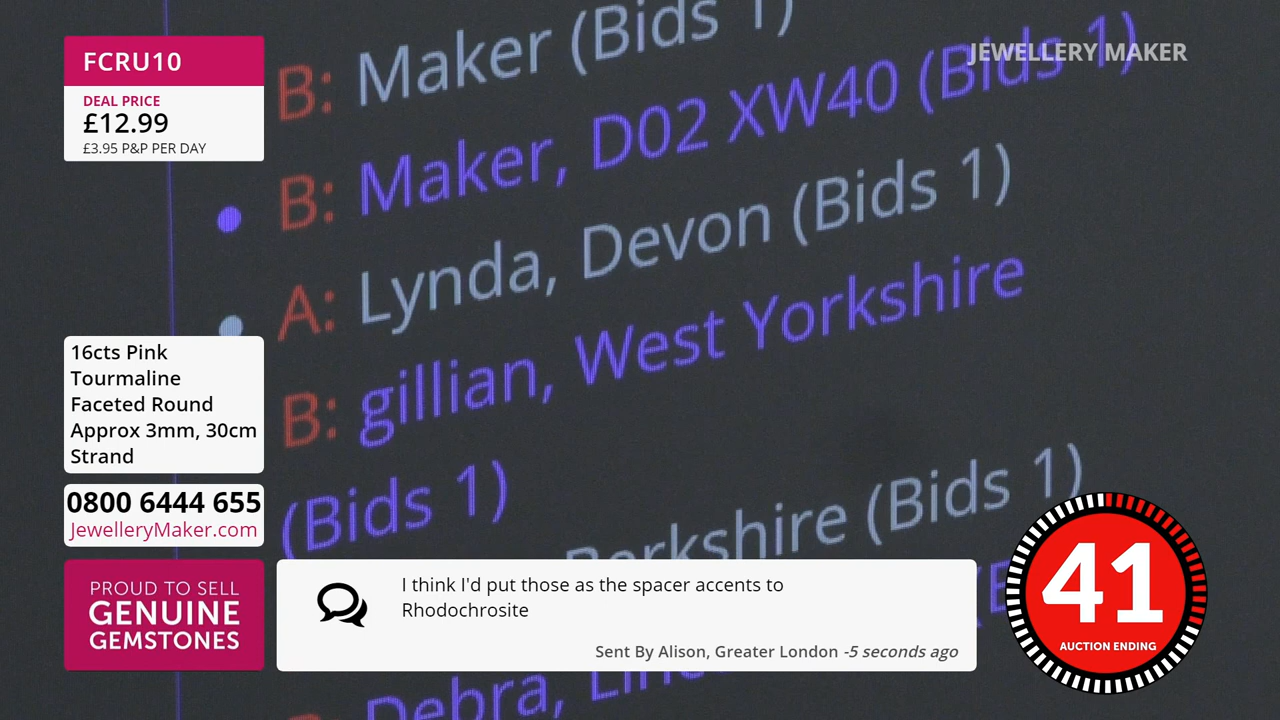 FCRU10
DEAL PRICE
£12.99
£3.95 P&P PER DAY
JEWELLERY MAKER
B: Maker (Bids 1)
B: Maker, D02 XW40 (Bids 1)
A: Lynda, Devon (Bids 1)
B: gillian, West Yorkshire
(Bids 1)
Berkshire (Bids 1)
Debra,
16cts Pink
Tourmaline
Faceted Round
Approx 3mm, 30cm
Strand
0800 6444 655
JewelleryMaker.com
PROUD TO SELL
GENUINE
GEMSTONES
I think I'd put those as the spacer accents to
Rhodochrosite
Sent By Alison, Greater London -5 seconds ago
41
AUCTION ENDING